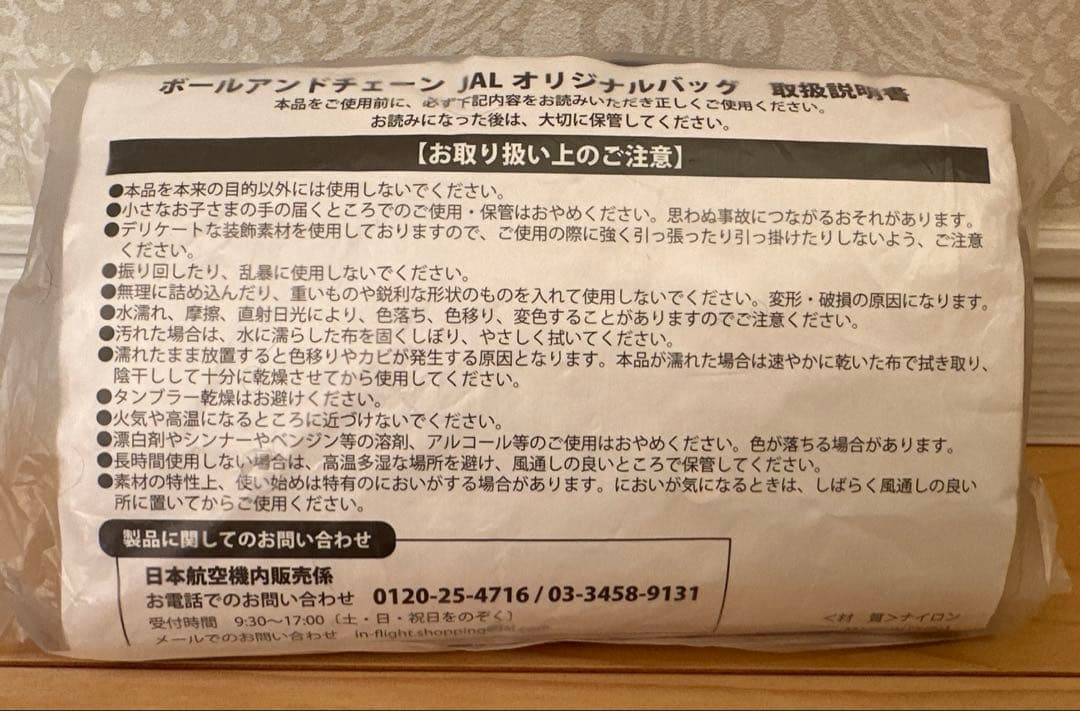 ボールアンドチェーン JAL オリジナルバッグ 取扱説明書
本品をご使用前に、必ず下記内容をお読みいただき正しくご使用ください。
お読みになった後は、大切に保管してください。
【お取り扱い上のご注意】
●本品を本来の目的以外には使用しないでください。
●小さなお子さまの手の届くところでのご使用・保管はおやめください。思わぬ事故につながるおそれがあります。
●デリケートな装飾素材を使用しておりますので、ご使用の際に強く引っ張ったり引っ掛けたりしないよう、ご注意
ください。
●振り回したり、乱暴に使用しないでください。
●無理に詰め込んだり、重いものや鋭利な形状のものを入れて使用しないでください。変形・破損の原因になります。
●水濡れ、摩擦、直射日光により、色落ち、色移り、変色することがありますのでご注意ください。
●汚れた場合は、水に濡らした布を固くしぼり、やさしく拭いてください。
●濡れたまま放置すると色移りやカビが発生する原因となります。本品が濡れた場合は速やかに乾いた布で拭き取り、
陰干しして十分に乾燥させてから使用してください。
●タンブラー乾燥はお避けください。
●火気や高温になるところに近づけないでください。
●漂白剤やシンナーやベンジン等の溶剤、アルコール等のご使用はおやめください。色が落ちる場合があります。
●長時間使用しない場合は、高温多湿な場所を避け、風通しの良いところで保管してください。
●素材の特性上、使い始めは特有のにおいがする場合があります。においが気になるときは、しばらく風通しの良い
所に置いてからご使用ください。
製品に関してのお問い合わせ
日本航空機内販売係
お電話でのお問い合わせ 0120-25-4716 / 03-3458-9131
受付時間 9:30〜17:00（土・日・祝日をのぞく）
メールでのお問い合わせ in-flight.shopping
＜材 質＞ナイロン